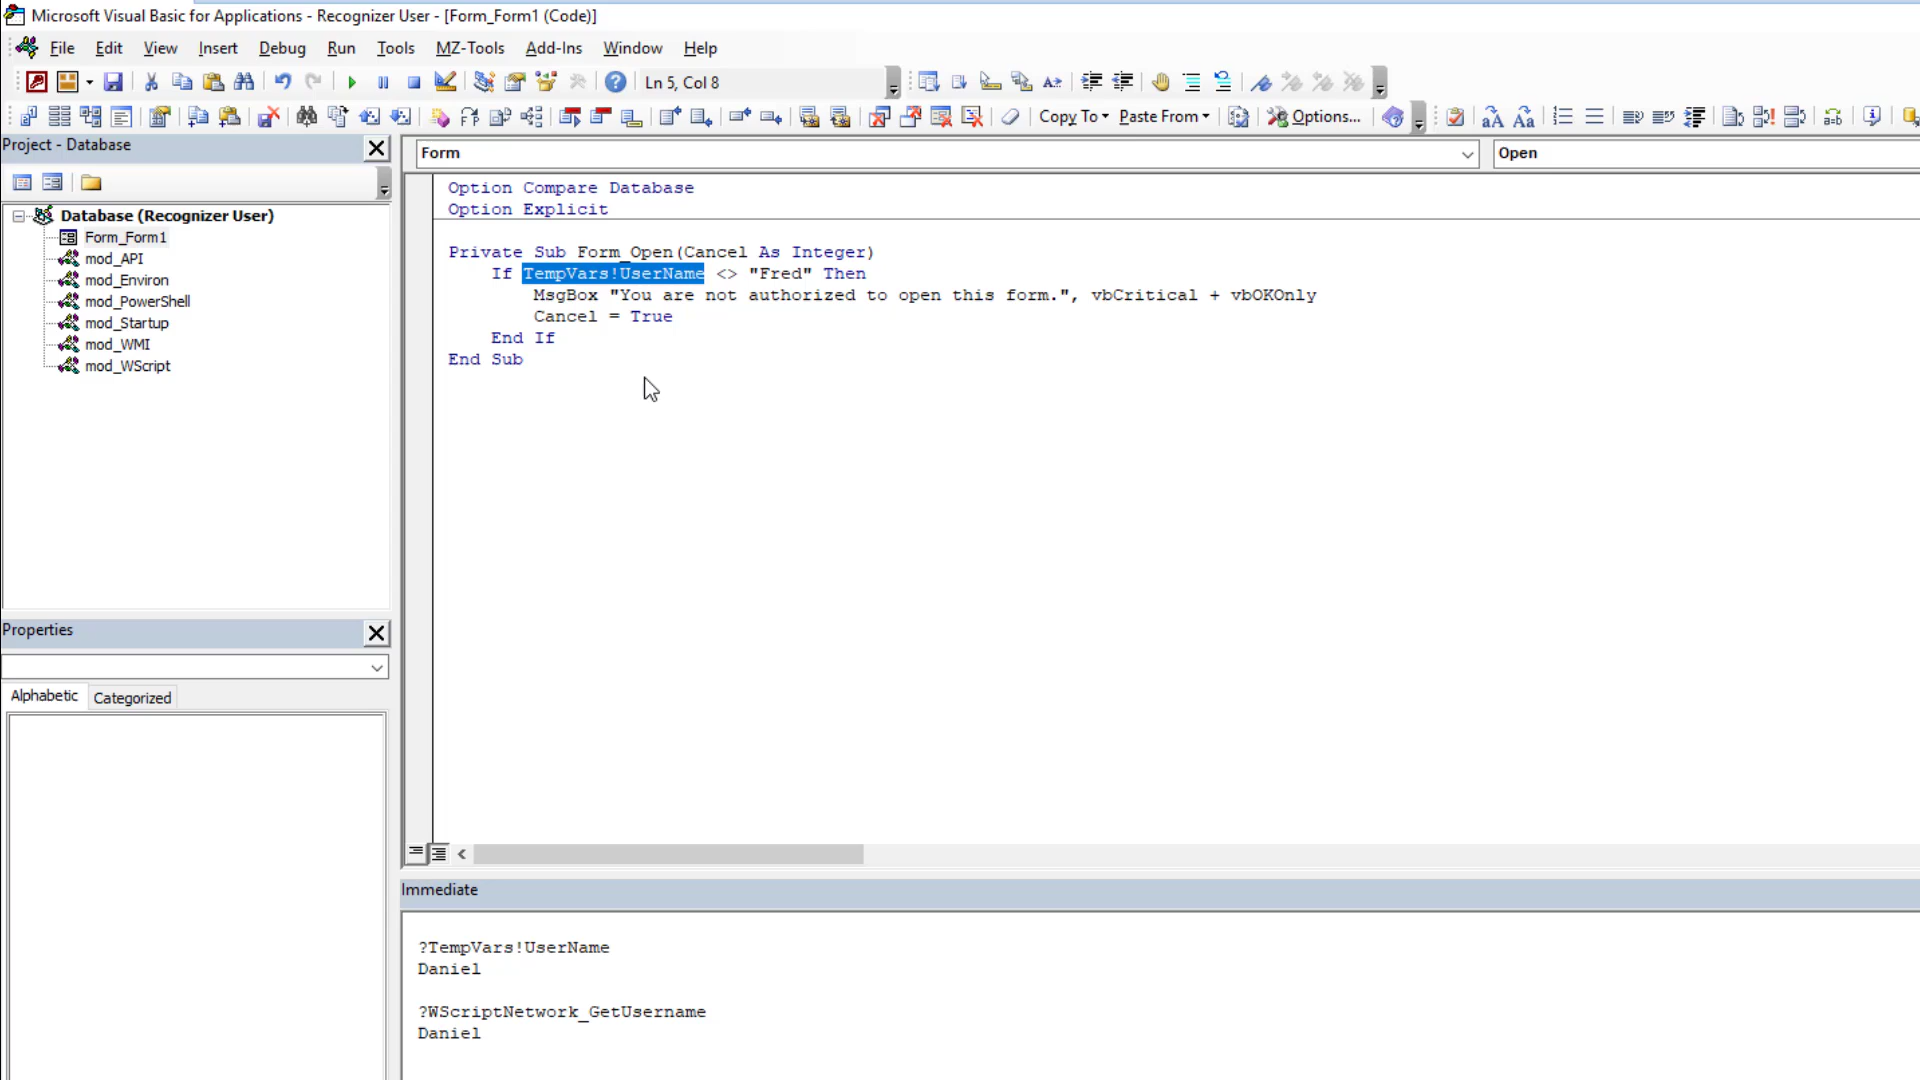 Microsoft Visual Basic for Applications - Recognizer User - [Form_Form1 (Code)]
File Edit View Insert Debug Run Tools MZ-Tools Add-Ins Window Help
Ln 5, Col 8
Copy To Paste From Options...
Project - Database
Form
Open
Database (Recognizer User)
Form_Form1
mod_API
mod_Environ
mod_PowerShell
mod_Startup
mod_WMI
mod_WScript
Option Compare Database
Option Explicit
Private Sub Form_Open(Cancel As Integer)
If TempVars!UserName <> "Fred" Then
MsgBox "You are not authorized to open this form.", vbCritical + vbOKOnly
Cancel = True
End If
End Sub
Properties
Alphabetic Categorized
Immediate
?TempVars!UserName
Daniel
?WScriptNetwork_GetUsername
Daniel